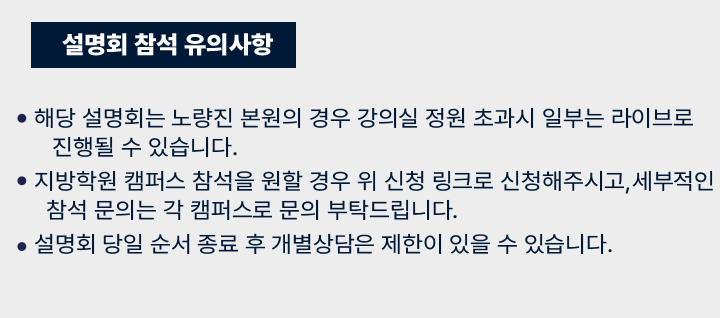 설명회 참석 유의사항
• 해당 설명회는 노량진 본원의 경우 강의실 정원 초과시 일부는 라이브로
진행될 수 있습니다.
• 지방학원 캠퍼스 참석을 원할 경우 위 신청 링크로 신청해주시고,세부적인
참석 문의는 각 캠퍼스로 문의 부탁드립니다.
• 설명회 당일 순서 종료 후 개별상담은 제한이 있을 수 있습니다.